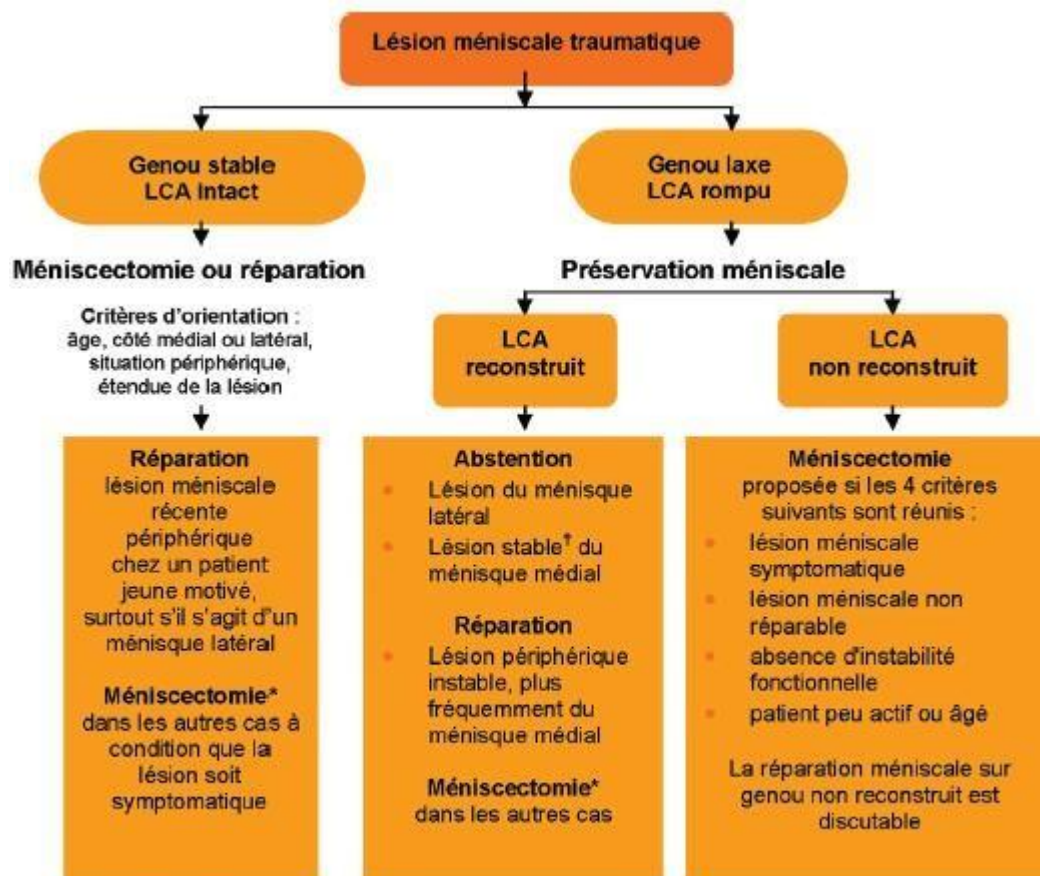 Lésion méniscale traumatique
Genou stable
LCA intact
Genou laxe
LCA rompu
Méniscectomie ou réparation
Critères d'orientation :
âge, côté médial ou latéral,
situation périphérique,
étendue de la lésion
Préservation méniscale
LCA
reconstruit
LCA
non reconstruit
Réparation
lésion méniscale
récente
périphérique
chez un patient
jeune motivé,
surtout s'il s'agit d'un
ménisque latéral
Méniscectomie*
dans les autres cas à
condition que la
lésion soit
symptomatique
Abstention
• Lésion du ménisque
latéral
• Lésion stable† du
ménisque médial
Réparation
• Lésion périphérique
instable, plus
fréquemment du
ménisque médial
Méniscectomie*
dans les autres cas
Méniscectomie
proposée si les 4 critères
suivants sont réunis :
• lésion méniscale
symptomatique
• lésion méniscale non
réparable
• absence d'instabilité
fonctionnelle
• patient peu actif ou âgé
La réparation méniscale sur
genou non reconstruit est
discutable